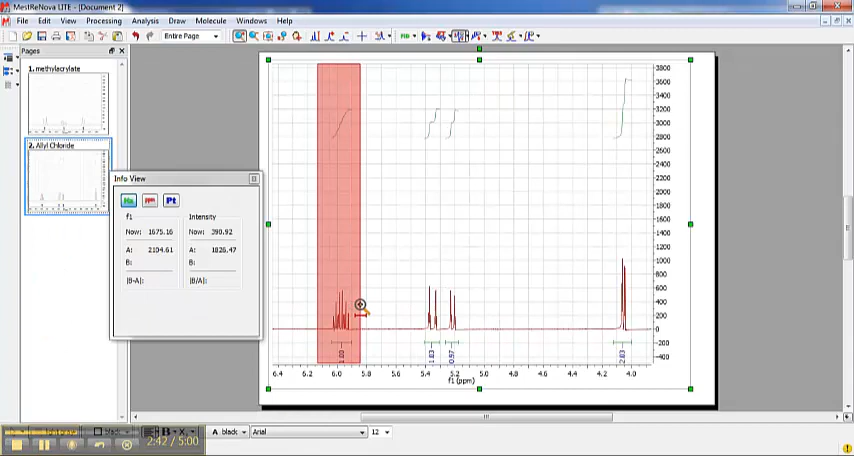 MestReNova LITE - [Document 2]
File Edit View Processing Analysis Draw Molecule Windows Help
Entire Page
Pages
1. methylacrylate
2. Allyl Chloride
Info View
Pt
f1 Intensity
Now: 1675.16 Now: 390.92
A: 2104.61 A: 1826.47
B: B:
|B-A|: |B/A|:
3800
3600
3400
3200
3000
2800
2600
2400
2200
2000
1800
1600
1400
1200
1000
800
600
400
200
0
-200
-400
1.00 1.03 0.97 2.03
6.4 6.2 6.0 5.8 5.6 5.4 5.2 5.0 4.8 4.6 4.4 4.2 4.0
f1 (ppm)
black B X A black Arial 12
2:42 / 5:00